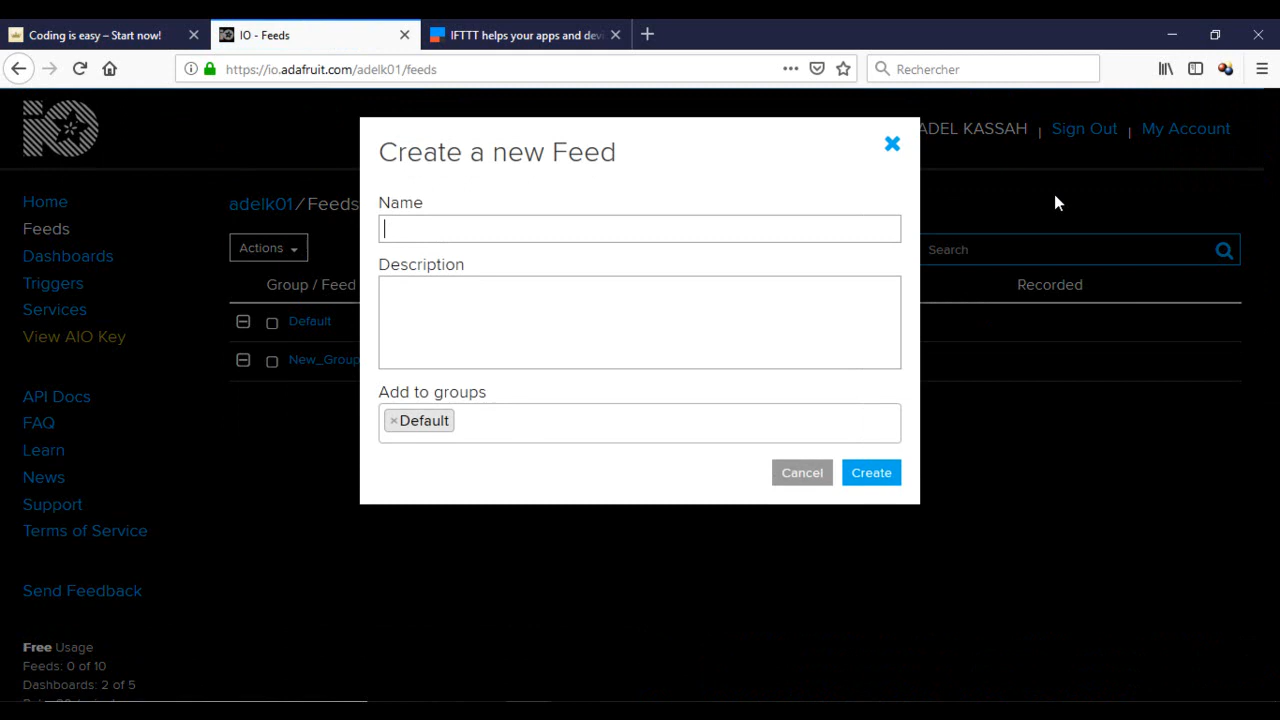 Coding is easy – Start now!
IO - Feeds
IFTTT helps your apps and devi
https://io.adafruit.com/adelk01/feeds
Rechercher
ADEL KASSAH | Sign Out | My Account
Create a new Feed
Name
Description
Add to groups
×Default
Cancel
Create
Home
Feeds
Dashboards
Triggers
Services
View AIO Key
API Docs
FAQ
Learn
News
Support
Terms of Service
Send Feedback
Free Usage
Feeds: 0 of 10
Dashboards: 2 of 5
adelk01/Feeds
Actions
Search
Group / Feed
Recorded
Default
New_Group